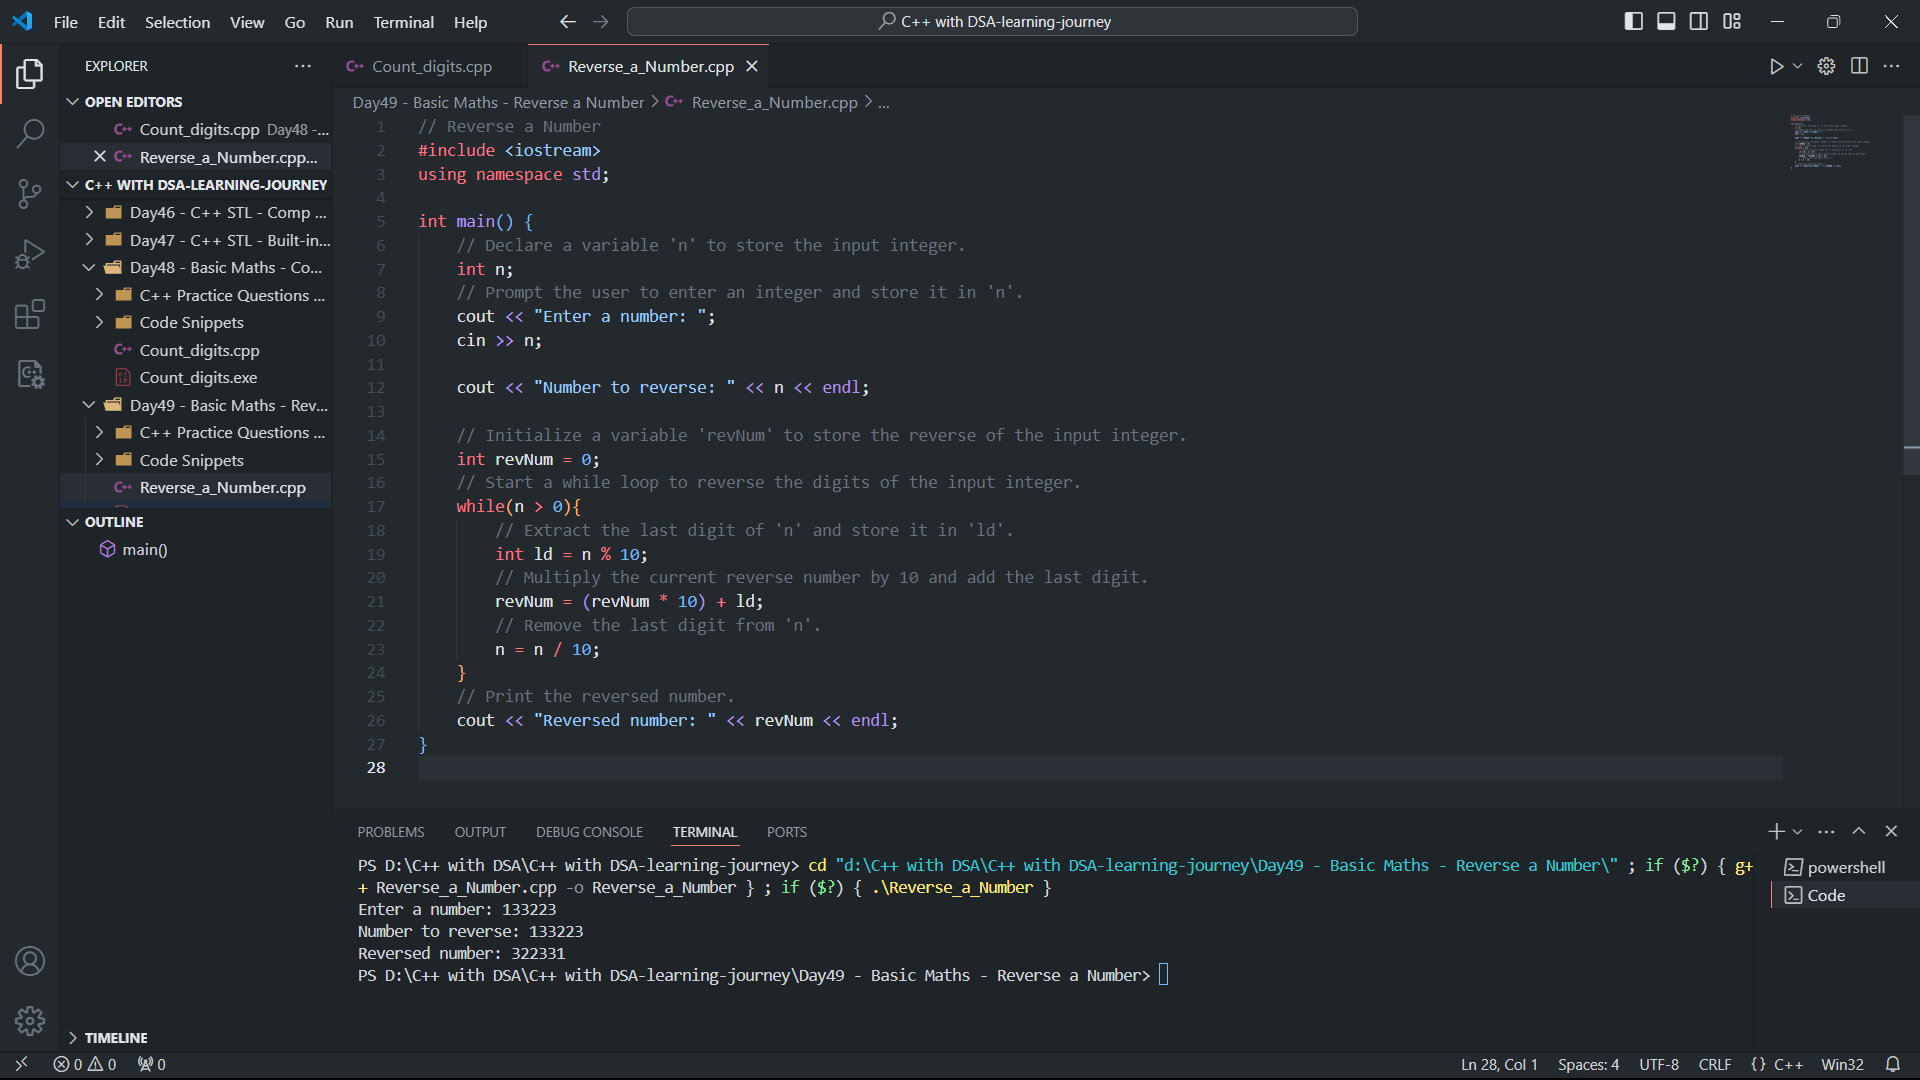 File Edit Selection View Go Run Terminal Help
C++ with DSA-learning-journey
EXPLORER
OPEN EDITORS
Count_digits.cpp Day48 -...
Reverse_a_Number.cpp...
C++ WITH DSA-LEARNING-JOURNEY
Day46 - C++ STL - Comp ...
Day47 - C++ STL - Built-in...
Day48 - Basic Maths - Co...
C++ Practice Questions ...
Code Snippets
Count_digits.cpp
Count_digits.exe
Day49 - Basic Maths - Rev...
C++ Practice Questions ...
Code Snippets
Reverse_a_Number.cpp
OUTLINE
main()
TIMELINE
Count_digits.cpp
Reverse_a_Number.cpp
Day49 - Basic Maths - Reverse a Number > Reverse_a_Number.cpp > ...
1 // Reverse a Number
2 #include <iostream>
3 using namespace std;
4
5 int main() {
6 // Declare a variable 'n' to store the input integer.
7 int n;
8 // Prompt the user to enter an integer and store it in 'n'.
9 cout << "Enter a number: ";
10 cin >> n;
11
12 cout << "Number to reverse: " << n << endl;
13
14 // Initialize a variable 'revNum' to store the reverse of the input integer.
15 int revNum = 0;
16 // Start a while loop to reverse the digits of the input integer.
17 while(n > 0){
18 // Extract the last digit of 'n' and store it in 'ld'.
19 int ld = n % 10;
20 // Multiply the current reverse number by 10 and add the last digit.
21 revNum = (revNum * 10) + ld;
22 // Remove the last digit from 'n'.
23 n = n / 10;
24 }
25 // Print the reversed number.
26 cout << "Reversed number: " << revNum << endl;
27 }
28
PROBLEMS OUTPUT DEBUG CONSOLE TERMINAL PORTS
PS D:\C++ with DSA\C++ with DSA-learning-journey> cd "d:\C++ with DSA\C++ with DSA-learning-journey\Day49 - Basic Maths - Reverse a Number\" ; if ($?) { g+
+ Reverse_a_Number.cpp -o Reverse_a_Number } ; if ($?) { .\Reverse_a_Number }
Enter a number: 133223
Number to reverse: 133223
Reversed number: 322331
PS D:\C++ with DSA\C++ with DSA-learning-journey\Day49 - Basic Maths - Reverse a Number>
powershell
Code
0 0 0
Ln 28, Col 1 Spaces: 4 UTF-8 CRLF {} C++ Win32